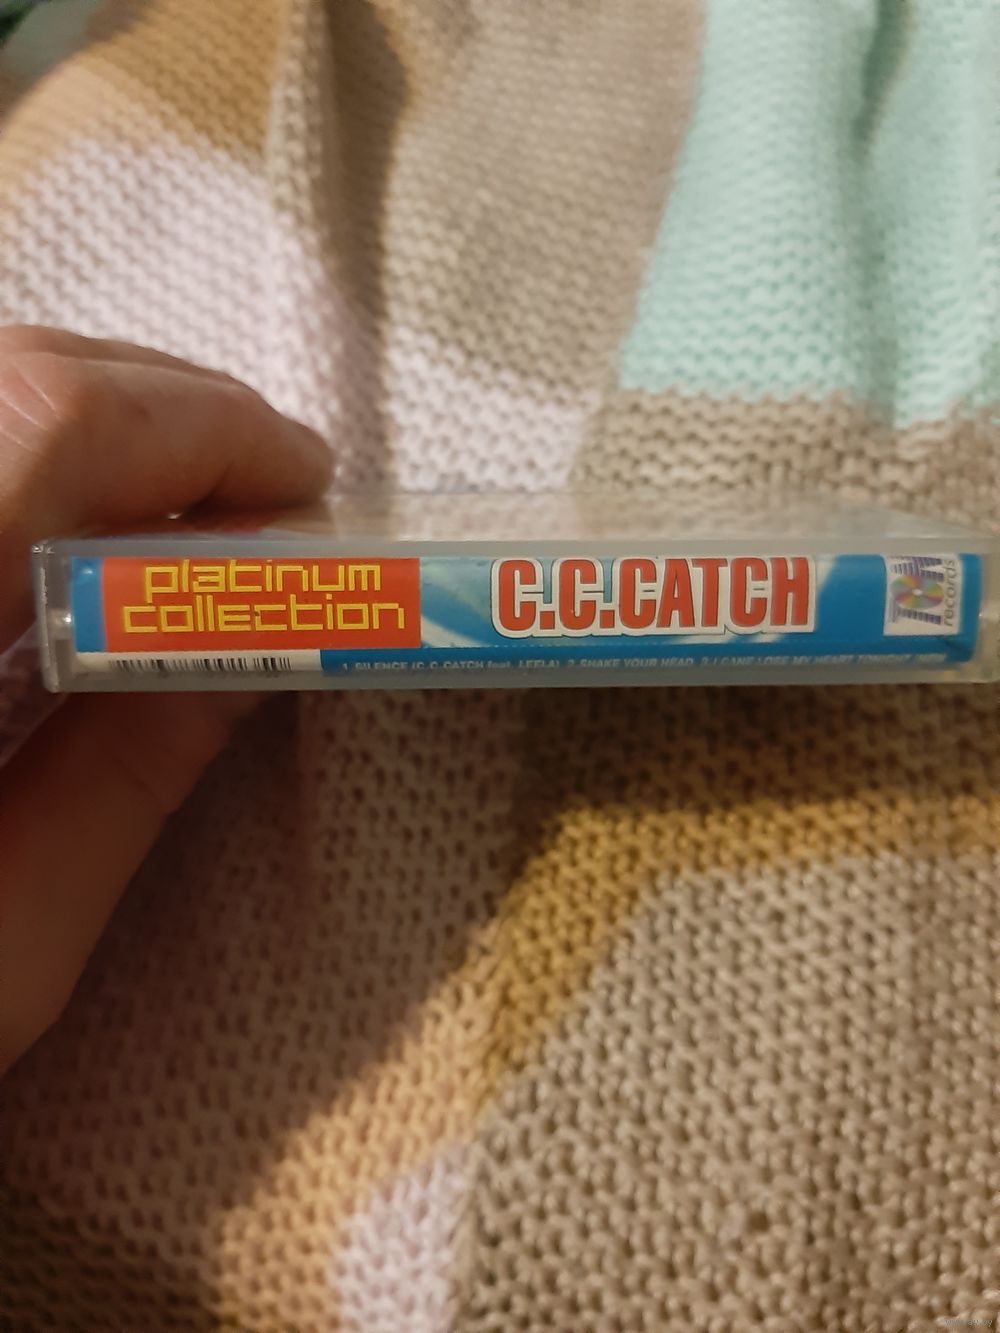 platinum
collection
C.C.CATCH
records
1. SILENCE (C.C.CATCH feat. LEELA) 2.SHAKE YOUR HEAD 3. I CANE LOSE MY HEART TONIGHT